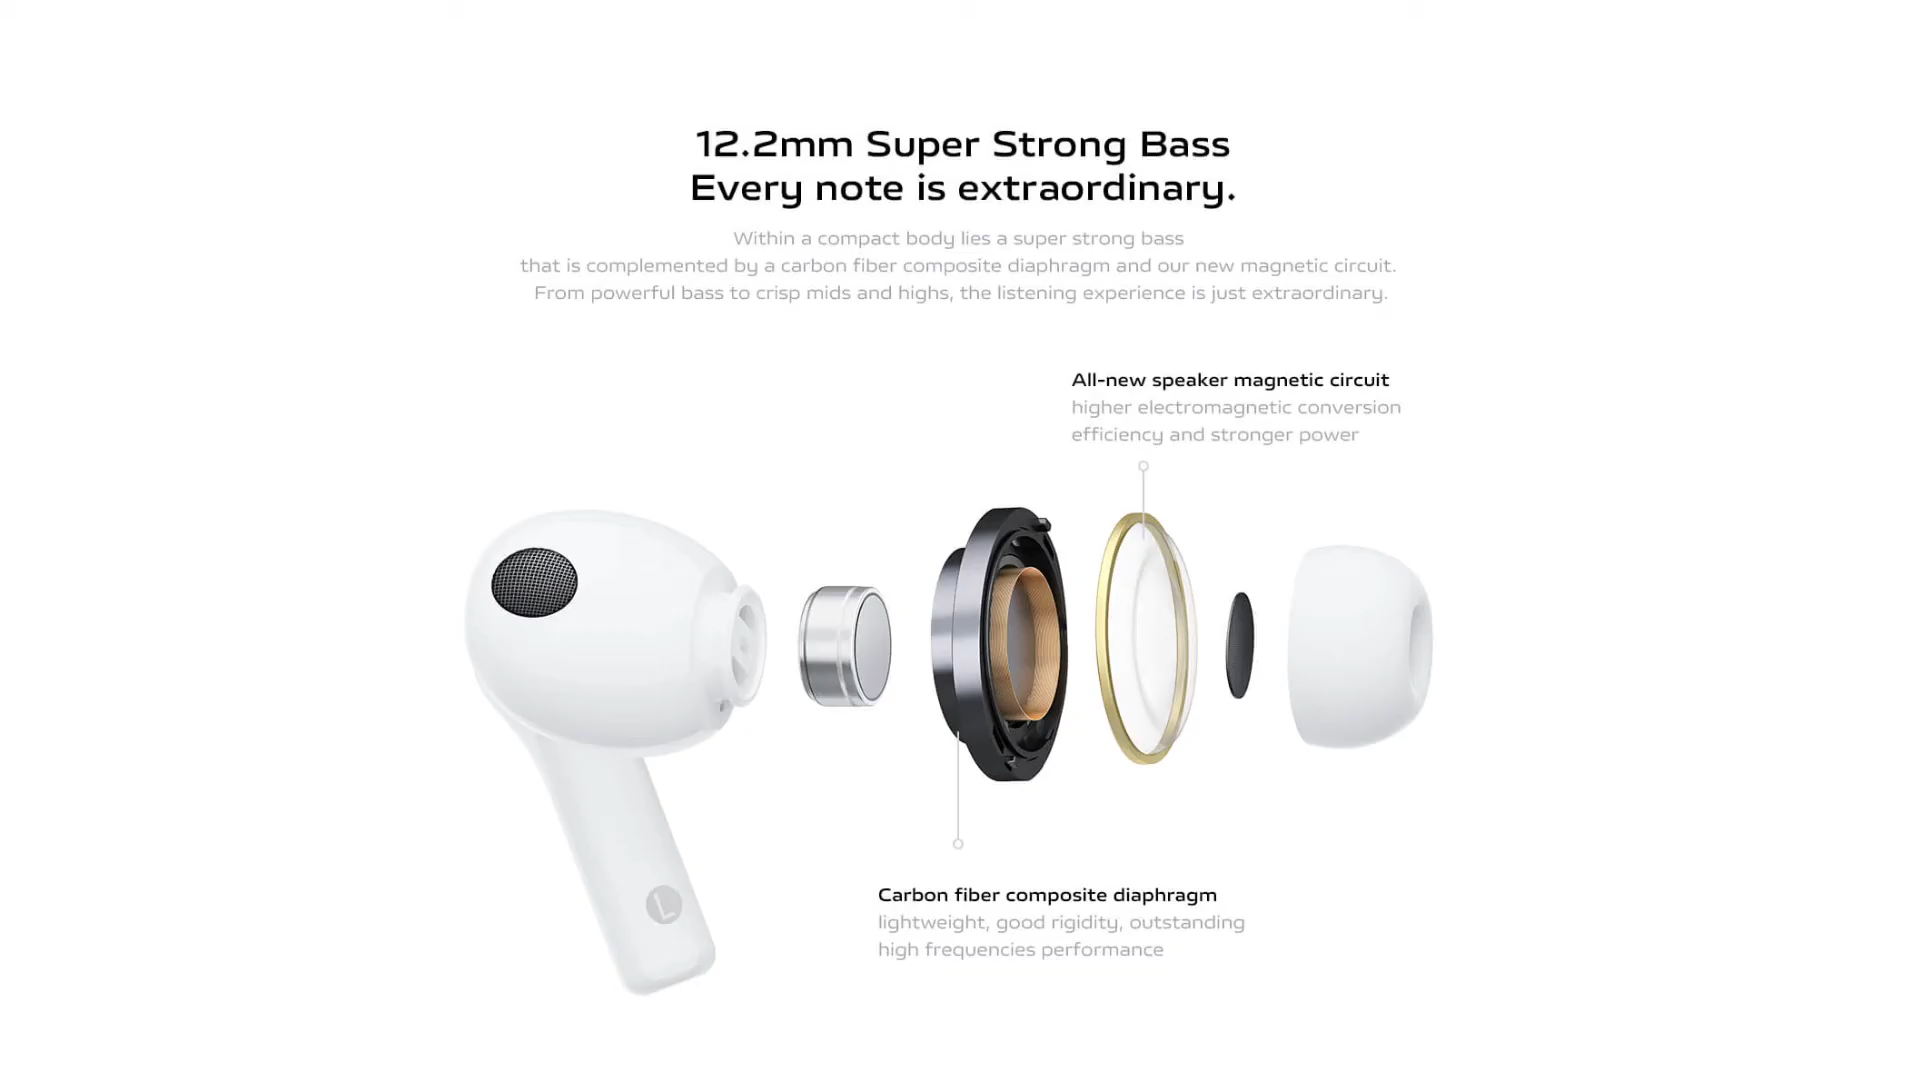 12.2mm Super Strong Bass
Every note is extraordinary.
Within a compact body lies a super strong bass
that is complemented by a carbon fiber composite diaphragm and our new magnetic circuit.
From powerful bass to crisp mids and highs, the listening experience is just extraordinary.
All-new speaker magnetic circuit
higher electromagnetic conversion
efficiency and stronger power
L
Carbon fiber composite diaphragm
lightweight, good rigidity, outstanding
high frequencies performance